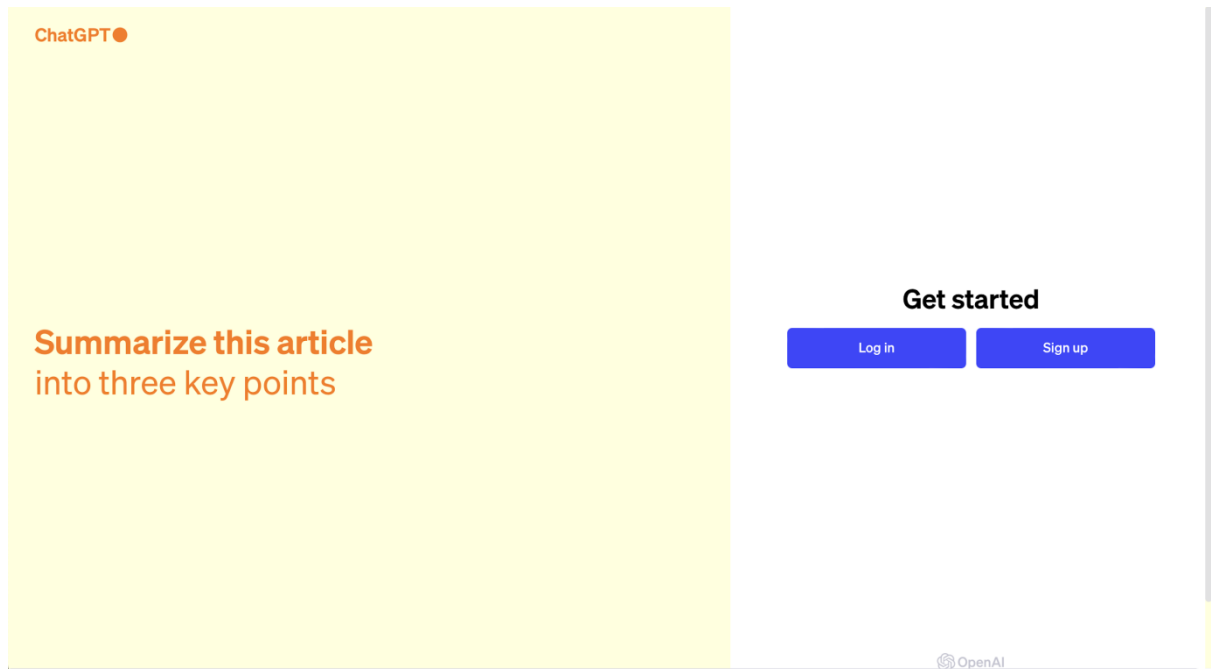 ChatGPT
Summarize this article
into three key points
Get started
Log in
Sign up
OpenAI